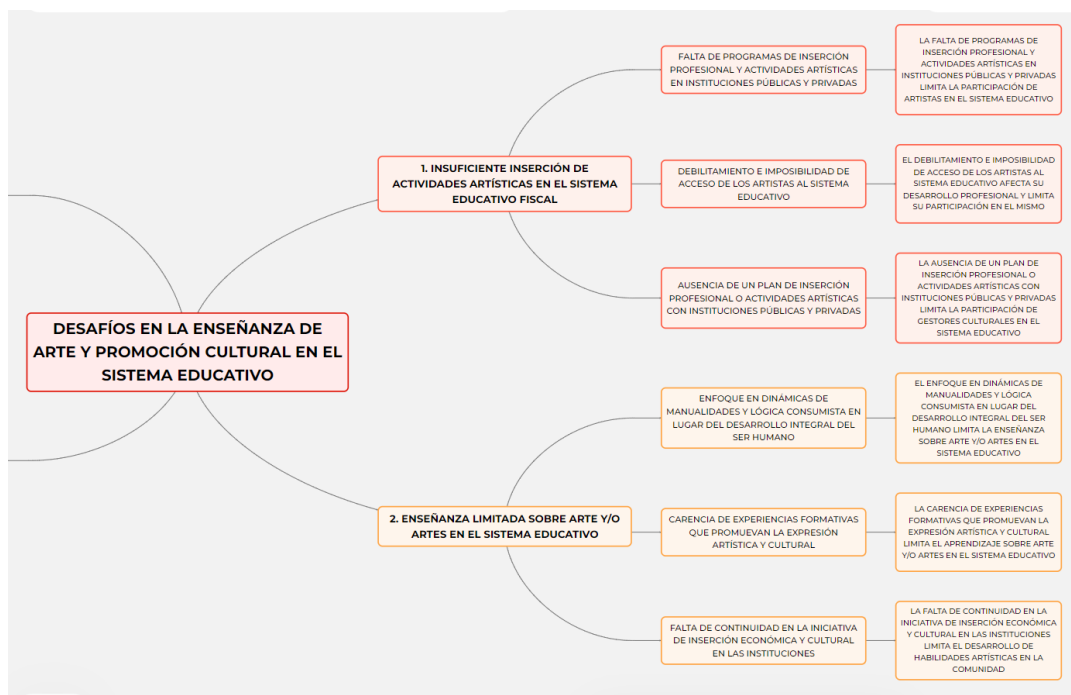 DESAFÍOS EN LA ENSEÑANZA DE
ARTE Y PROMOCIÓN CULTURAL EN EL
SISTEMA EDUCATIVO
1. INSUFICIENTE INSERCIÓN DE
ACTIVIDADES ARTÍSTICAS EN EL SISTEMA
EDUCATIVO FISCAL
FALTA DE PROGRAMAS DE INSERCIÓN
PROFESIONAL Y ACTIVIDADES ARTÍSTICAS
EN INSTITUCIONES PÚBLICAS Y PRIVADAS
LA FALTA DE PROGRAMAS DE
INSERCIÓN PROFESIONAL Y
ACTIVIDADES ARTÍSTICAS EN
INSTITUCIONES PÚBLICAS Y PRIVADAS
LIMITA LA PARTICIPACIÓN DE
ARTISTAS EN EL SISTEMA EDUCATIVO
DEBILITAMIENTO E IMPOSIBILIDAD DE
ACCESO DE LOS ARTISTAS AL SISTEMA
EDUCATIVO
EL DEBILITAMIENTO E IMPOSIBILIDAD
DE ACCESO DE LOS ARTISTAS AL
SISTEMA EDUCATIVO AFECTA SU
DESARROLLO PROFESIONAL Y LIMITA
SU PARTICIPACIÓN EN EL MISMO
AUSENCIA DE UN PLAN DE INSERCIÓN
PROFESIONAL O ACTIVIDADES ARTÍSTICAS
CON INSTITUCIONES PÚBLICAS Y PRIVADAS
LA AUSENCIA DE UN PLAN DE
INSERCIÓN PROFESIONAL O
ACTIVIDADES ARTÍSTICAS CON
INSTITUCIONES PÚBLICAS Y PRIVADAS
LIMITA LA PARTICIPACIÓN DE
GESTORES CULTURALES EN EL
SISTEMA EDUCATIVO
2. ENSEÑANZA LIMITADA SOBRE ARTE Y/O
ARTES EN EL SISTEMA EDUCATIVO
ENFOQUE EN DINÁMICAS DE
MANUALIDADES Y LÓGICA CONSUMISTA EN
LUGAR DEL DESARROLLO INTEGRAL DEL
SER HUMANO
EL ENFOQUE EN DINÁMICAS DE
MANUALIDADES Y LÓGICA
CONSUMISTA EN LUGAR DEL
DESARROLLO INTEGRAL DEL SER
HUMANO LIMITA LA ENSEÑANZA
SOBRE ARTE Y/O ARTES EN EL
SISTEMA EDUCATIVO
CARENCIA DE EXPERIENCIAS FORMATIVAS
QUE PROMUEVAN LA EXPRESIÓN
ARTÍSTICA Y CULTURAL
LA CARENCIA DE EXPERIENCIAS
FORMATIVAS QUE PROMUEVAN LA
EXPRESIÓN ARTÍSTICA Y CULTURAL
LIMITA EL APRENDIZAJE SOBRE ARTE
Y/O ARTES EN EL SISTEMA EDUCATIVO
FALTA DE CONTINUIDAD EN LA INICIATIVA
DE INSERCIÓN ECONÓMICA Y CULTURAL
EN LAS INSTITUCIONES
LA FALTA DE CONTINUIDAD EN LA
INICIATIVA DE INSERCIÓN ECONÓMICA
Y CULTURAL EN LAS INSTITUCIONES
LIMITA EL DESARROLLO DE
HABILIDADES ARTÍSTICAS EN LA
COMUNIDAD